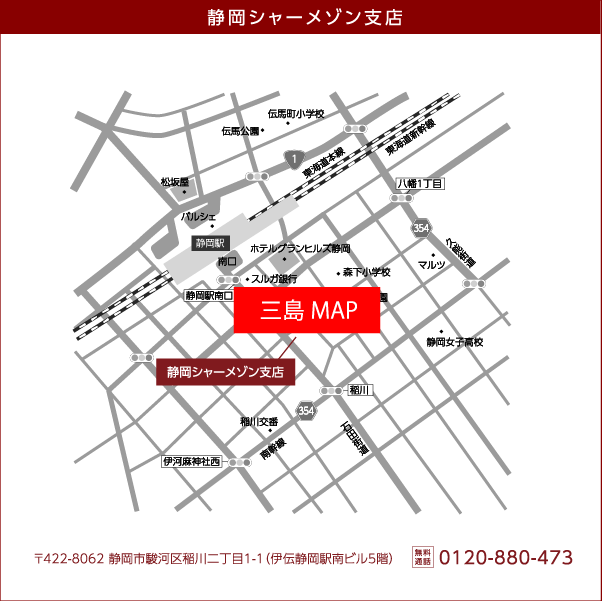 静岡シャーメゾン支店
伝馬町小学校
伝馬公園
1
東海道本線
東海道新幹線
松坂屋
八幡1丁目
パルシェ
354
静岡駅
久能街道
ホテルグランヒルズ静岡
南口
マルツ
スルガ銀行
森下小学校
静岡駅南口
園
三島 MAP
静岡女子高校
静岡シャーメゾン支店
稲川
354
稲川交番
石田街道
南幹線
伊河麻神社西
〒422-8062 静岡市駿河区稲川二丁目1-1(伊伝静岡駅南ビル5階)
無料通話 0120-880-473